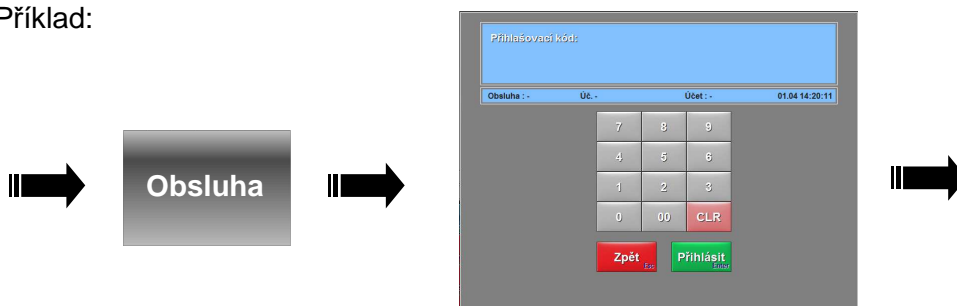 Příklad:
Přihlašovací kód:
Obsluha : -   Úč. -   Účet : -   01.04 14:20:11
7 8 9
Obsluha
4 5 6
1 2 3
0 00 CLR
Zpět Esc Přihlásit Enter